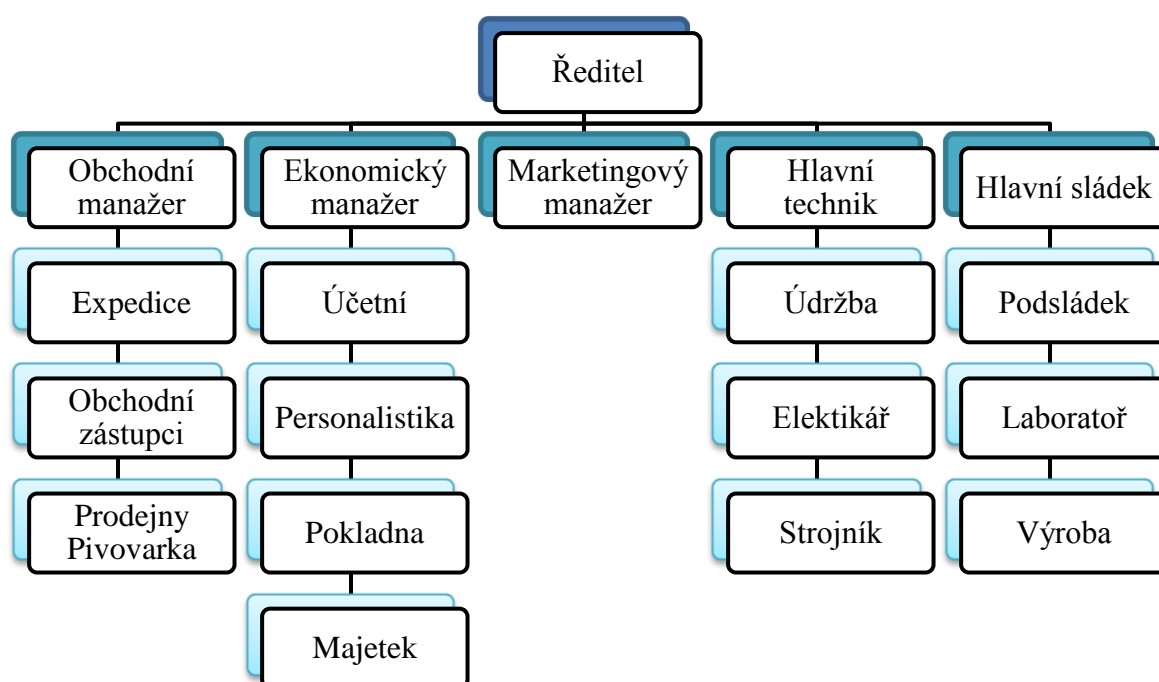 Ředitel
Obchodní
manažer
Ekonomický
manažer
Marketingový
manažer
Hlavní
technik
Hlavní sládek
Expedice
Účetní
Údržba
Podsládek
Obchodní
zástupci
Personalistika
Elektikář
Laboratoř
Prodejny
Pivovarka
Pokladna
Strojník
Výroba
Majetek